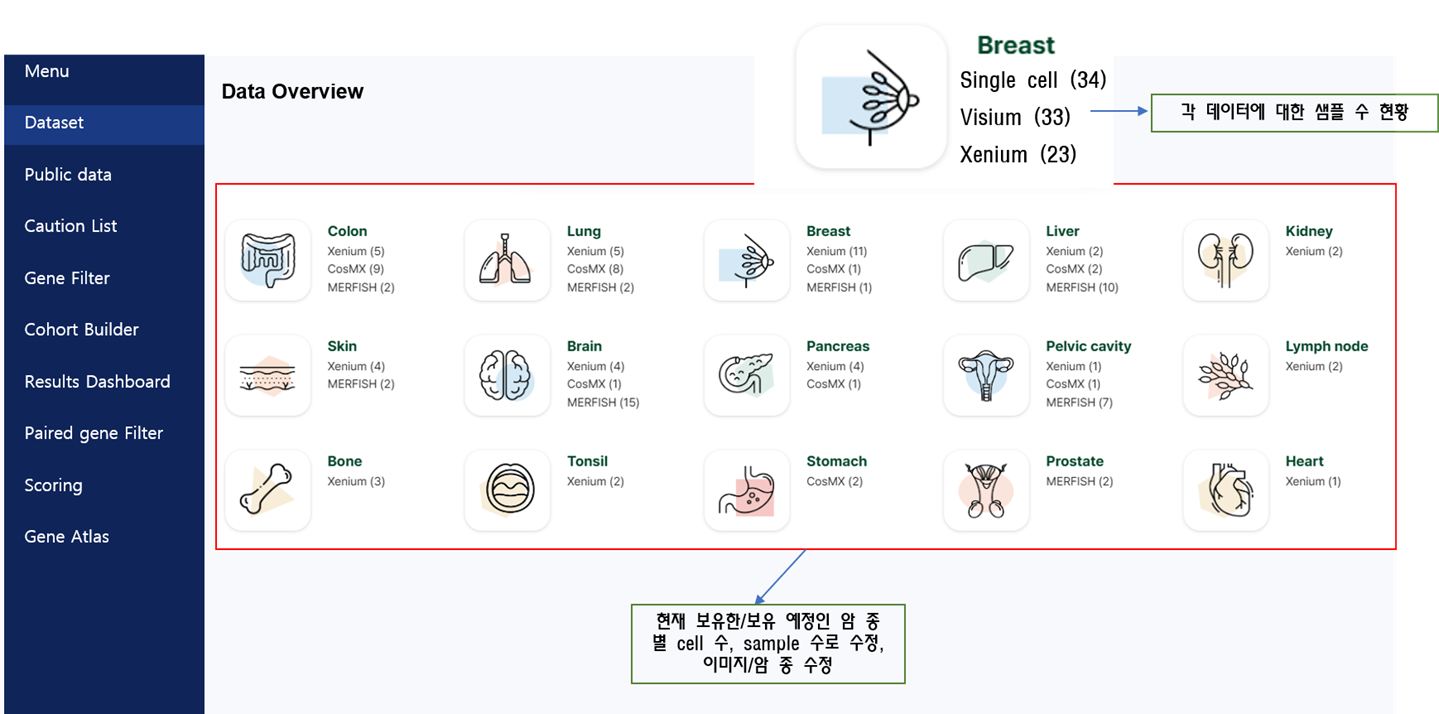 Menu
Dataset
Public data
Caution List
Gene Filter
Cohort Builder
Results Dashboard
Paired gene Filter
Scoring
Gene Atlas
Data Overview
Breast
Single cell (34)
Visium (33)
Xenium (23)
각 데이터에 대한 샘플 수 현황
Colon
Xenium (5)
CosMX (9)
MERFISH (2)
Lung
Xenium (5)
CosMX (8)
MERFISH (2)
Breast
Xenium (11)
CosMX (1)
MERFISH (1)
Liver
Xenium (2)
CosMX (2)
MERFISH (10)
Kidney
Xenium (2)
Skin
Xenium (4)
MERFISH (2)
Brain
Xenium (4)
CosMX (1)
MERFISH (15)
Pancreas
Xenium (4)
CosMX (1)
Pelvic cavity
Xenium (1)
CosMX (1)
MERFISH (7)
Lymph node
Xenium (2)
Bone
Xenium (3)
Tonsil
Xenium (2)
Stomach
CosMX (2)
Prostate
MERFISH (2)
Heart
Xenium (1)
현재 보유한/보유 예정인 암 종
별 cell 수, sample 수로 수정,
이미지/암 종 수정